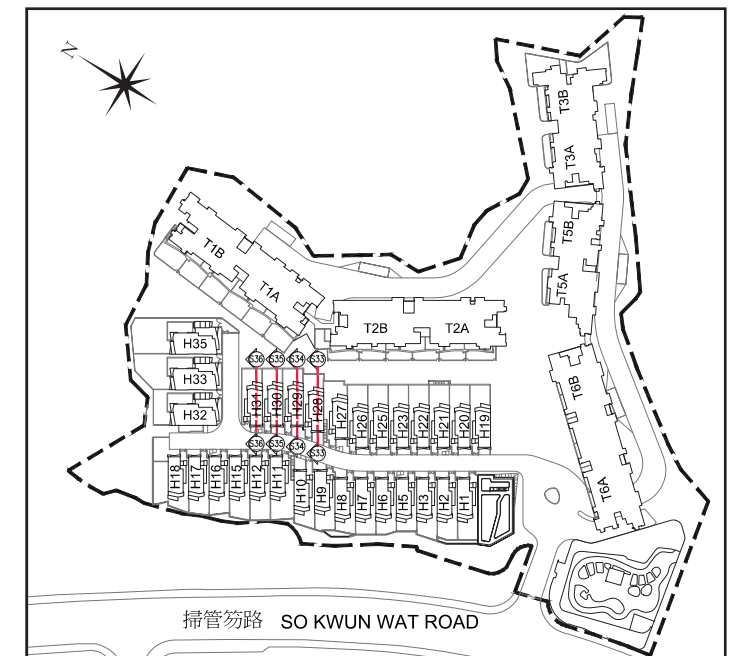 N
T3B
T3A
T5B
T5A
T1B
T1A
T2B
T2A
T6B
T6A
H35
H33
H32
S36 S35 S34 S33
H31 H30 H29 H28 H27 H26 H25 H23 H22 H21 H20 H19
S36 S35 S34 S33
H18 H17 H16 H15 H12 H11 H10 H9 H8 H7 H6 H5 H3 H2 H1
掃管笏路 SO KWUN WAT ROAD